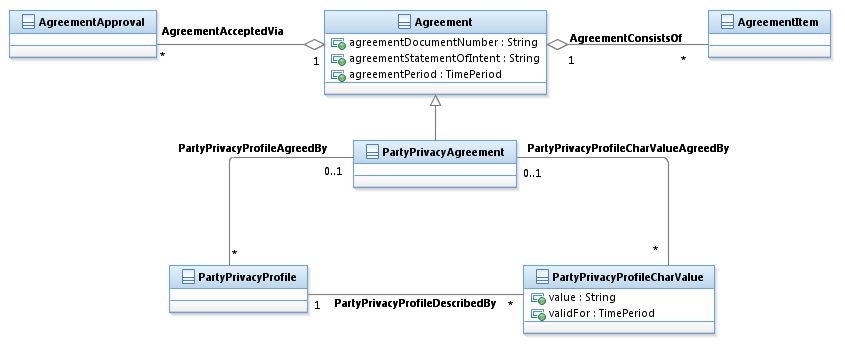 AgreementApproval
AgreementAcceptedVia
*
1
Agreement
agreementDocumentNumber : String
agreementStatementOfIntent : String
agreementPeriod : TimePeriod
AgreementConsistsOf
1
*
AgreementItem
PartyPrivacyProfileAgreedBy
0..1
*
PartyPrivacyAgreement
PartyPrivacyProfileCharValueAgreedBy
0..1
*
PartyPrivacyProfile
1
PartyPrivacyProfileDescribedBy
*
PartyPrivacyProfileCharValue
value : String
validFor : TimePeriod